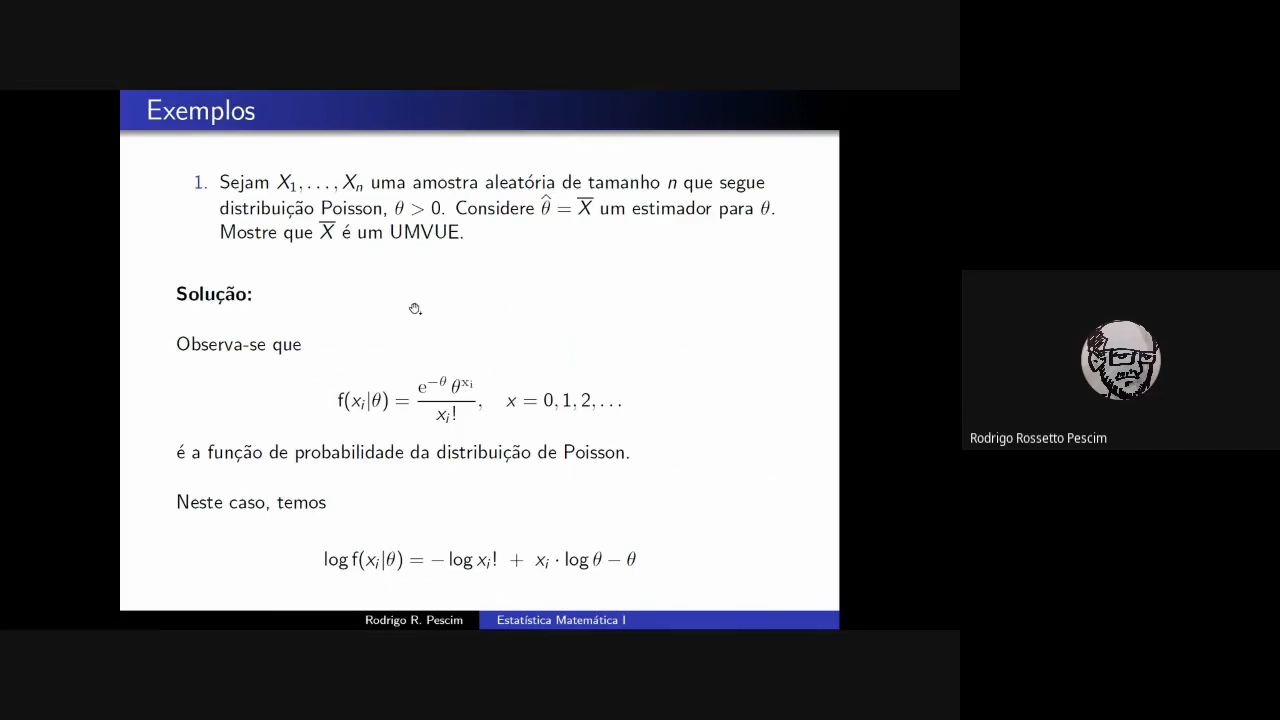 Exemplos
1. Sejam X₁, . . . , Xₙ uma amostra aleatória de tamanho n que segue
distribuição Poisson, θ > 0. Considere θ̂ = X̅ um estimador para θ.
Mostre que X̅ é um UMVUE.
Solução:
Observa-se que
f(xᵢ|θ) = e^{−θ} θ^{xᵢ} / xᵢ!, x = 0, 1, 2, . . .
é a função de probabilidade da distribuição de Poisson.
Neste caso, temos
log f(xᵢ|θ) = − log xᵢ! + xᵢ · log θ − θ
Rodrigo R. Pescim Estatística Matemática I
Rodrigo Rossetto Pescim